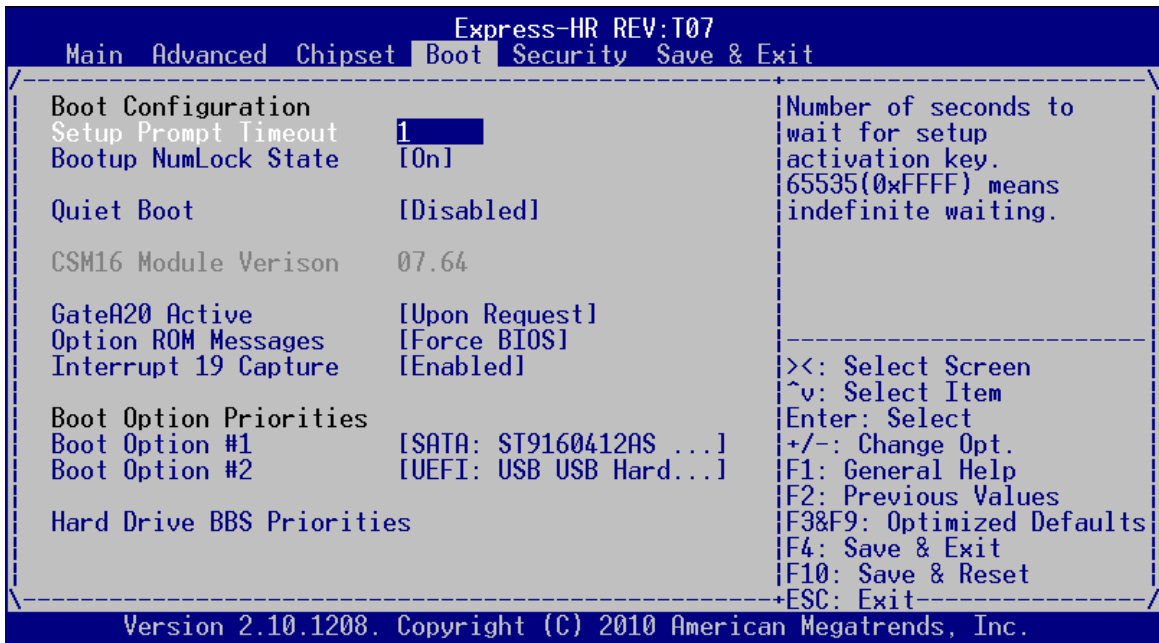 Express-HR REV:T07
Main Advanced Chipset Boot Security Save & Exit
Boot Configuration
Setup Prompt Timeout 1
Bootup NumLock State [On]
Quiet Boot [Disabled]
CSM16 Module Verison 07.64
GateA20 Active [Upon Request]
Option ROM Messages [Force BIOS]
Interrupt 19 Capture [Enabled]
Boot Option Priorities
Boot Option #1 [SATA: ST9160412AS ...]
Boot Option #2 [UEFI: USB USB Hard...]
Hard Drive BBS Priorities
Number of seconds to
wait for setup
activation key.
65535(0xFFFF) means
indefinite waiting.
><: Select Screen
^v: Select Item
Enter: Select
+/-: Change Opt.
F1: General Help
F2: Previous Values
F3&F9: Optimized Defaults
F4: Save & Exit
F10: Save & Reset
ESC: Exit
Version 2.10.1208. Copyright (C) 2010 American Megatrends, Inc.